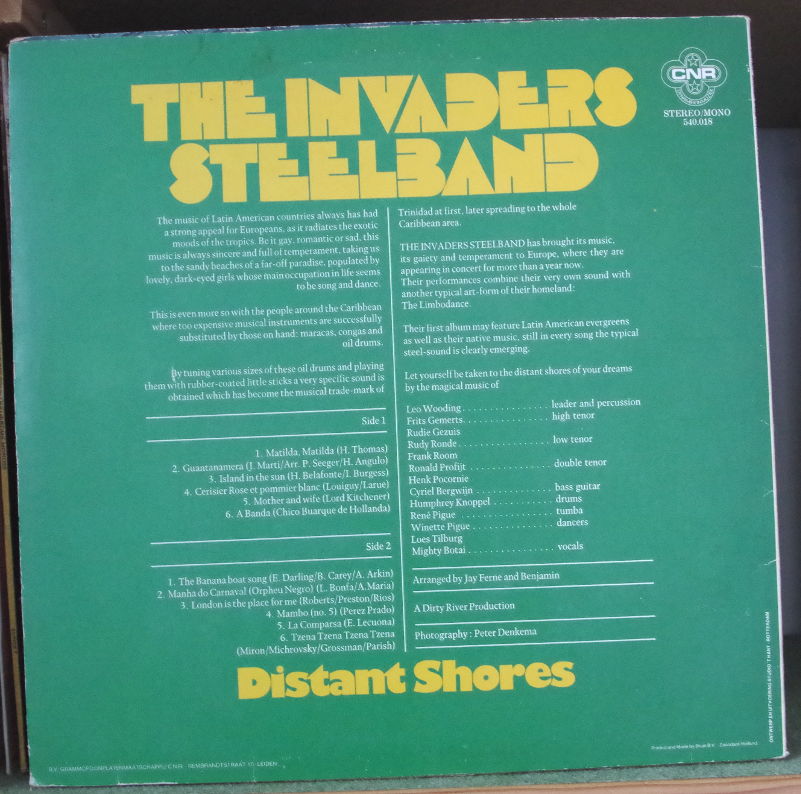 THE INVADERS
STEELBAND
CNR
STEREO/MONO
540.018
The music of Latin American countries always has had
a strong appeal for Europeans, as it radiates the exotic
moods of the tropics. Be it gay, romantic or sad, this
music is always sincere and full of temperament, taking us
to the sandy beaches of a far-off paradise, populated by
lovely, dark-eyed girls whose main occupation in life seems
to be song and dance.
This is even more so with the people around the Caribbean
where too expensive musical instruments are successfully
substituted by those on hand: maracas, congas and
oil drums.
By tuning various sizes of these oil drums and playing
them with rubber-coated little sticks a very specific sound is
obtained which has become the musical trade-mark of
Trinidad at first, later spreading to the whole
Caribbean area.
THE INVADERS STEELBAND has brought its music,
its gaiety and temperament to Europe, where they are
appearing in concert for more than a year now.
Their performances combine their very own sound with
another typical art-form of their homeland:
The Limbodance.
Their first album may feature Latin American evergreens
as well as their native music, still in every song the typical
steel-sound is clearly emerging.
Let yourself be taken to the distant shores of your dreams
by the magical music of
Leo Wooding . . . . . . . . . . . . . . . . leader and percussion
Frits Gemerts. . . . . . . . . . . . . . . . high tenor
Rudie Gezuis
Rudy Ronde . . . . . . . . . . . . . . . . . low tenor
Frank Room
Ronald Profijt . . . . . . . . . . . . . . . double tenor
Henk Pocornie
Cyriel Bergwijn . . . . . . . . . . . . . . bass guitar
Humphrey Knoppel . . . . . . . . . . . drums
René Pigue . . . . . . . . . . . . . . . . . tumba
Winette Pigue . . . . . . . . . . . . . . . dancers
Lues Tilburg
Mighty Botai . . . . . . . . . . . . . . . . vocals
Side 1
1. Matilda, Matilda (H. Thomas)
2. Guantanamera (J. Marti/Arr. P. Seeger/H. Angulo)
3. Island in the sun (H. Belafonte/I. Burgess)
4. Cerisier Rose et pommier blanc (Louiguy/Larue)
5. Mother and wife (Lord Kitchener)
6. A Banda (Chico Buarque de Hollanda)
Side 2
1. The Banana boat song (E. Darling/B. Carey/A. Arkin)
2. Manha do Carnaval (Orpheu Negro) (L. Bonfa/A. Maria)
3. London is the place for me (Roberts/Preston/Rios)
4. Mambo (no. 5) (Perez Prado)
5. La Comparsa (E. Lecuona)
6. Tzena Tzena Tzena Tzena
(Miron/Michrovsky/Grossman/Parish)
Arranged by Jay Ferne and Benjamin
A Dirty River Production
Photography : Peter Denkema
Distant Shores
B.V. GRAMMOFOONPLATENMAATSCHAPPIJ C.N.R. REMBRANDTSTRAAT LEIDEN
Printed and Made by B.V. Zaandam Holland
ONTWERP EN UITVOERING STUDIO ROTTERDAM